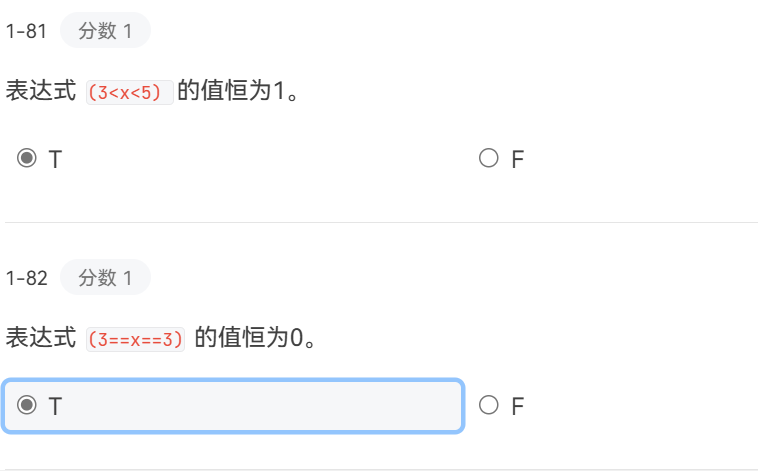 1-81 分数 1
表达式 (3<x<5) 的值恒为1。
T F
1-82 分数 1
表达式 (3==x==3) 的值恒为0。
T F